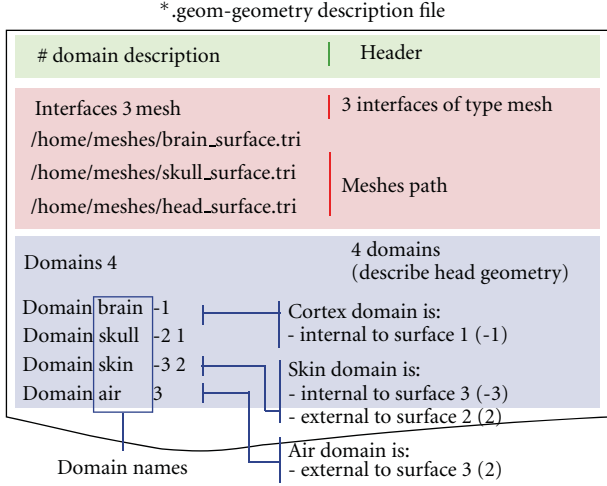 *.geom-geometry description file
# domain description
Header
Interfaces 3 mesh
3 interfaces of type mesh
/home/meshes/brain_surface.tri
/home/meshes/skull_surface.tri
/home/meshes/head_surface.tri
Meshes path
Domains 4
4 domains
(describe head geometry)
Domain brain -1
Domain skull -2 1
Domain skin -3 2
Domain air 3
Cortex domain is:
- internal to surface 1 (-1)
Skin domain is:
- internal to surface 3 (-3)
- external to surface 2 (2)
Air domain is:
- external to surface 3 (2)
Domain names